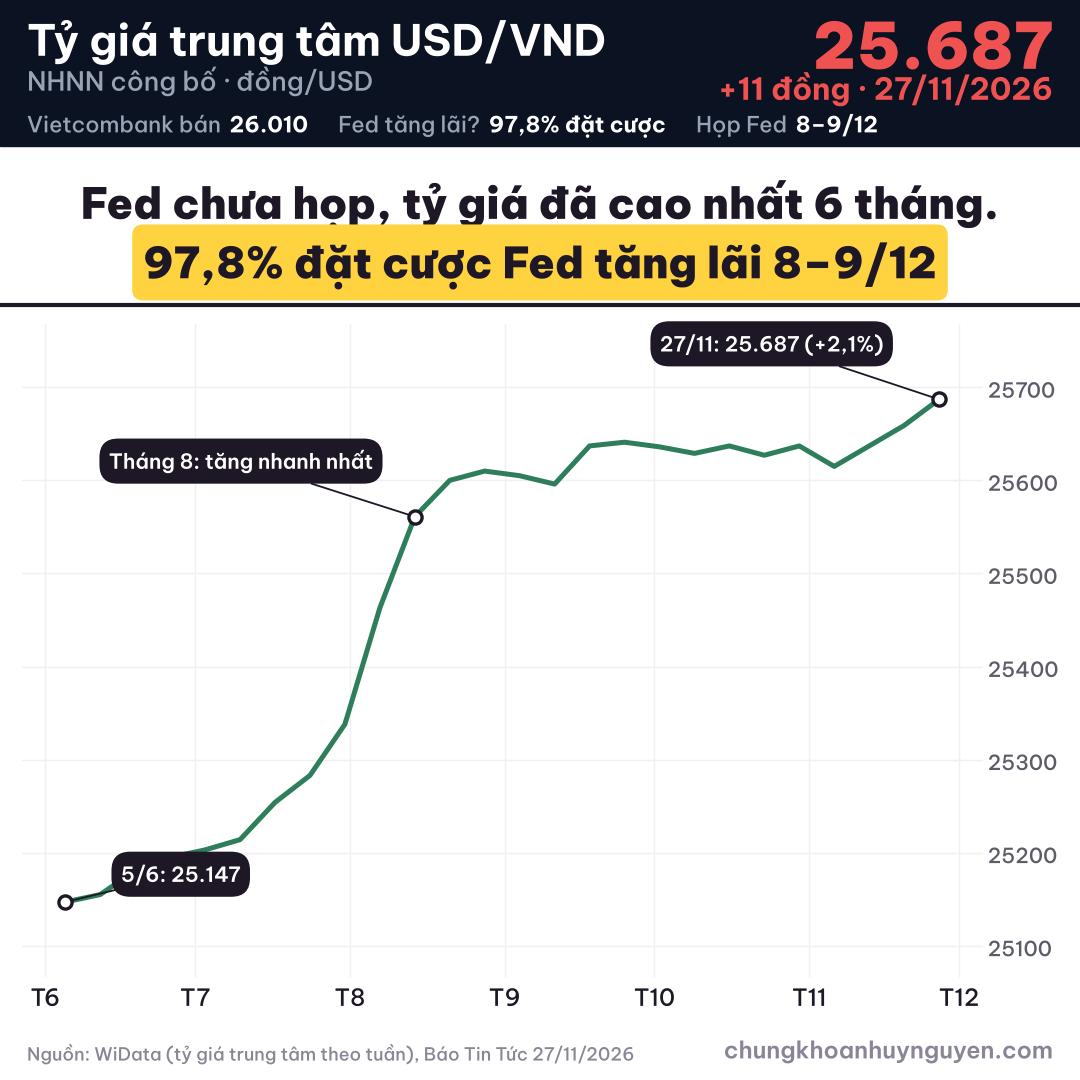 Tỷ giá trung tâm USD/VND
25.687
NHNN công bố · đồng/USD
+11 đồng · 27/11/2026
Vietcombank bán 26.010 Fed tăng lãi? 97,8% đặt cược Họp Fed 8–9/12
Fed chưa họp, tỷ giá đã cao nhất 6 tháng.
97,8% đặt cược Fed tăng lãi 8–9/12
27/11: 25.687 (+2,1%)
25700
Tháng 8: tăng nhanh nhất
25600
25500
25400
25300
25200
5/6: 25.147
25100
T6 T7 T8 T9 T10 T11 T12
Nguồn: WiData (tỷ giá trung tâm theo tuần), Báo Tin Tức 27/11/2026
chungkhoanhuynguyen.com